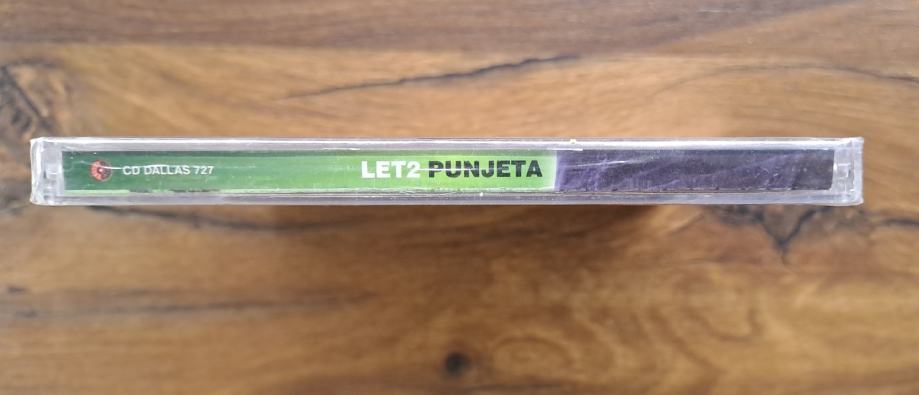 CD DALLAS 727 LET2 PUNJETA